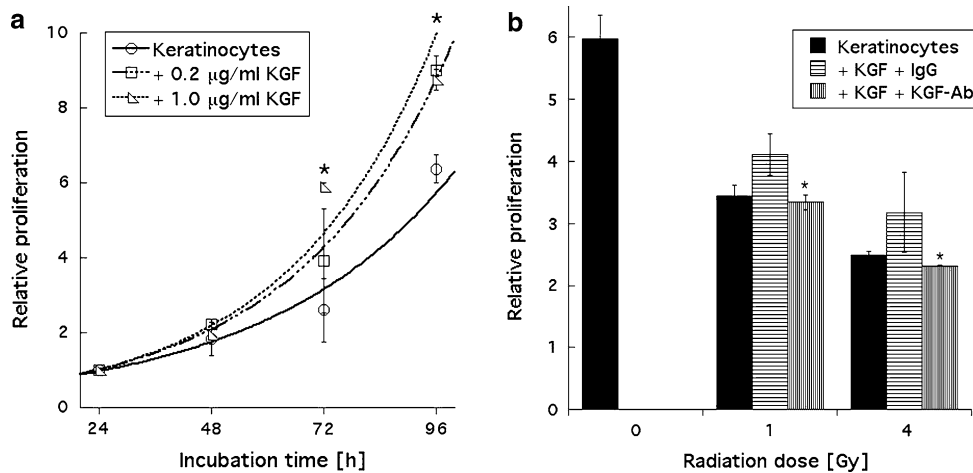 a
Keratinocytes
+ 0.2 μg/ml KGF
+ 1.0 μg/ml KGF
*
*
10
8
6
4
2
0
Relative proliferation
24 48 72 96
Incubation time [h]
b
Keratinocytes
+ KGF + IgG
+ KGF + KGF-Ab
*
*
6
5
4
3
2
1
0
Relative proliferation
0 1 4
Radiation dose [Gy]